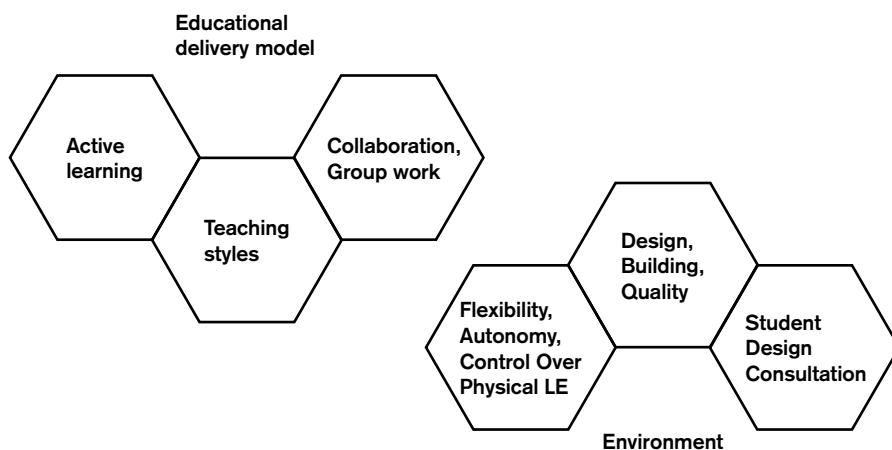 Educational
delivery model
Active
learning
Collaboration,
Group work
Teaching
styles
Design,
Building,
Quality
Flexibility,
Autonomy,
Control Over
Physical LE
Student
Design
Consultation
Environment